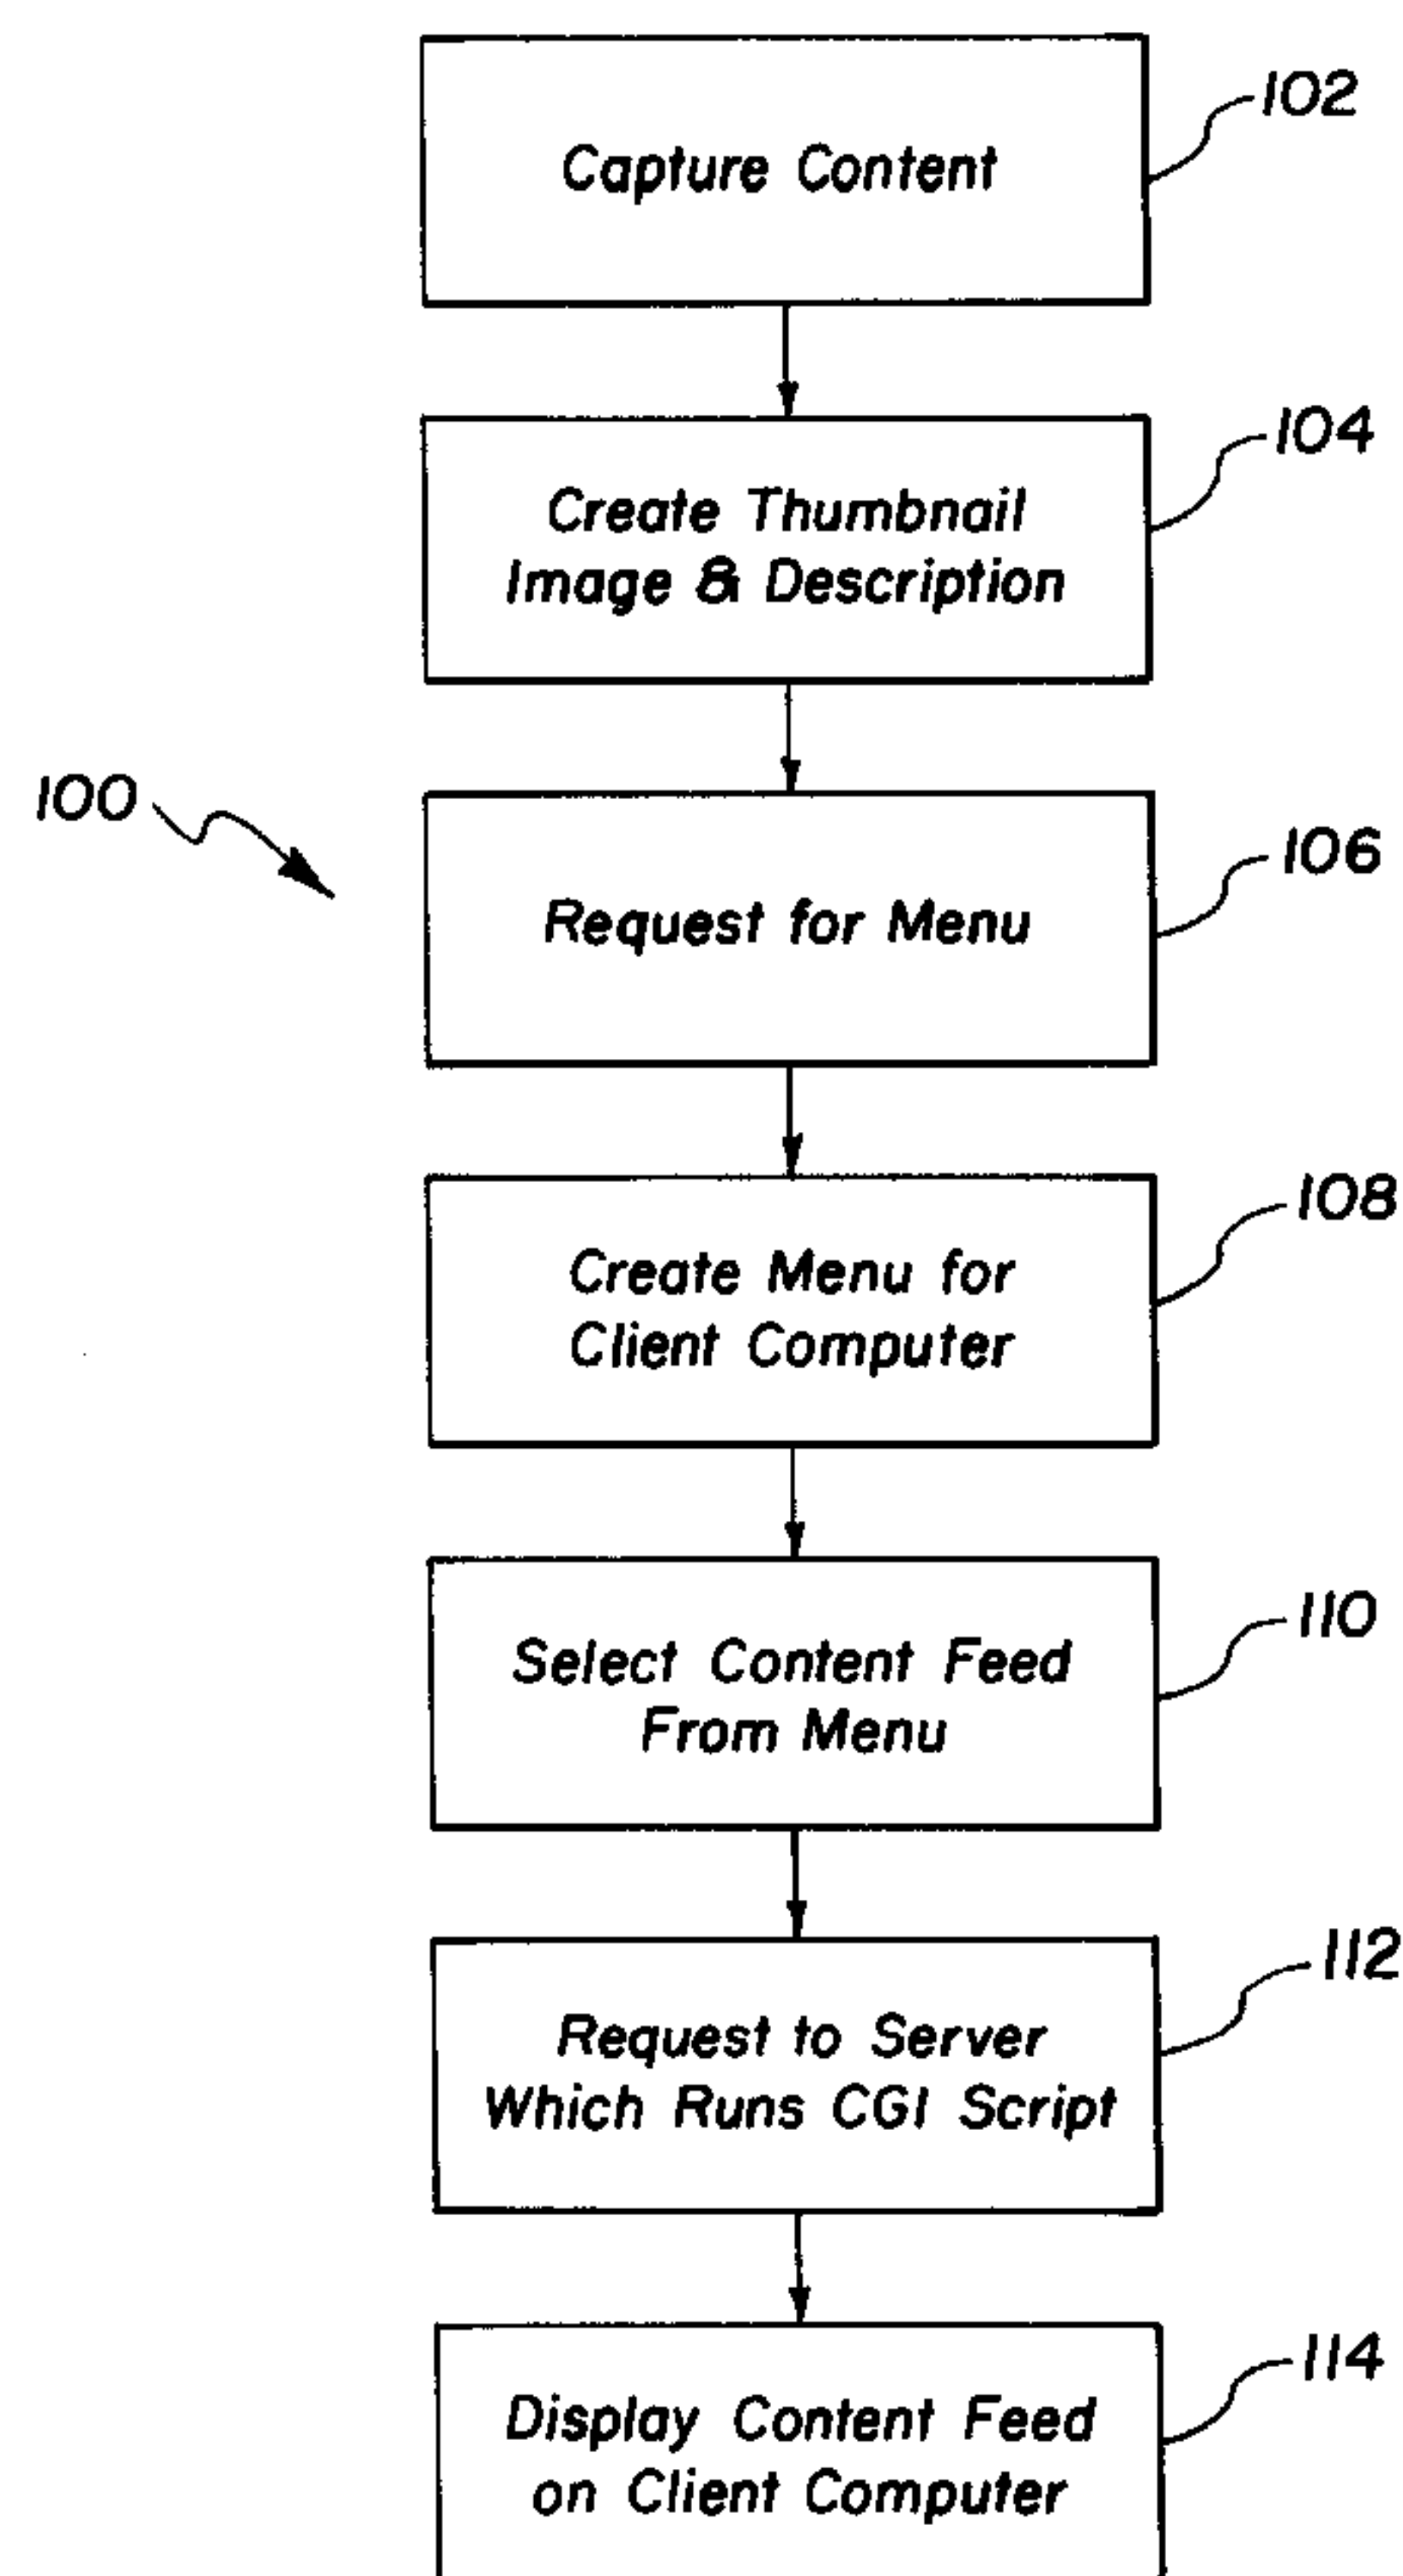 Capture Content
102
Create Thumbnail
Image & Description
104
100
Request for Menu
106
Create Menu for
Client Computer
108
Select Content Feed
From Menu
110
Request to Server
Which Runs CGI Script
112
Display Content Feed
on Client Computer
114